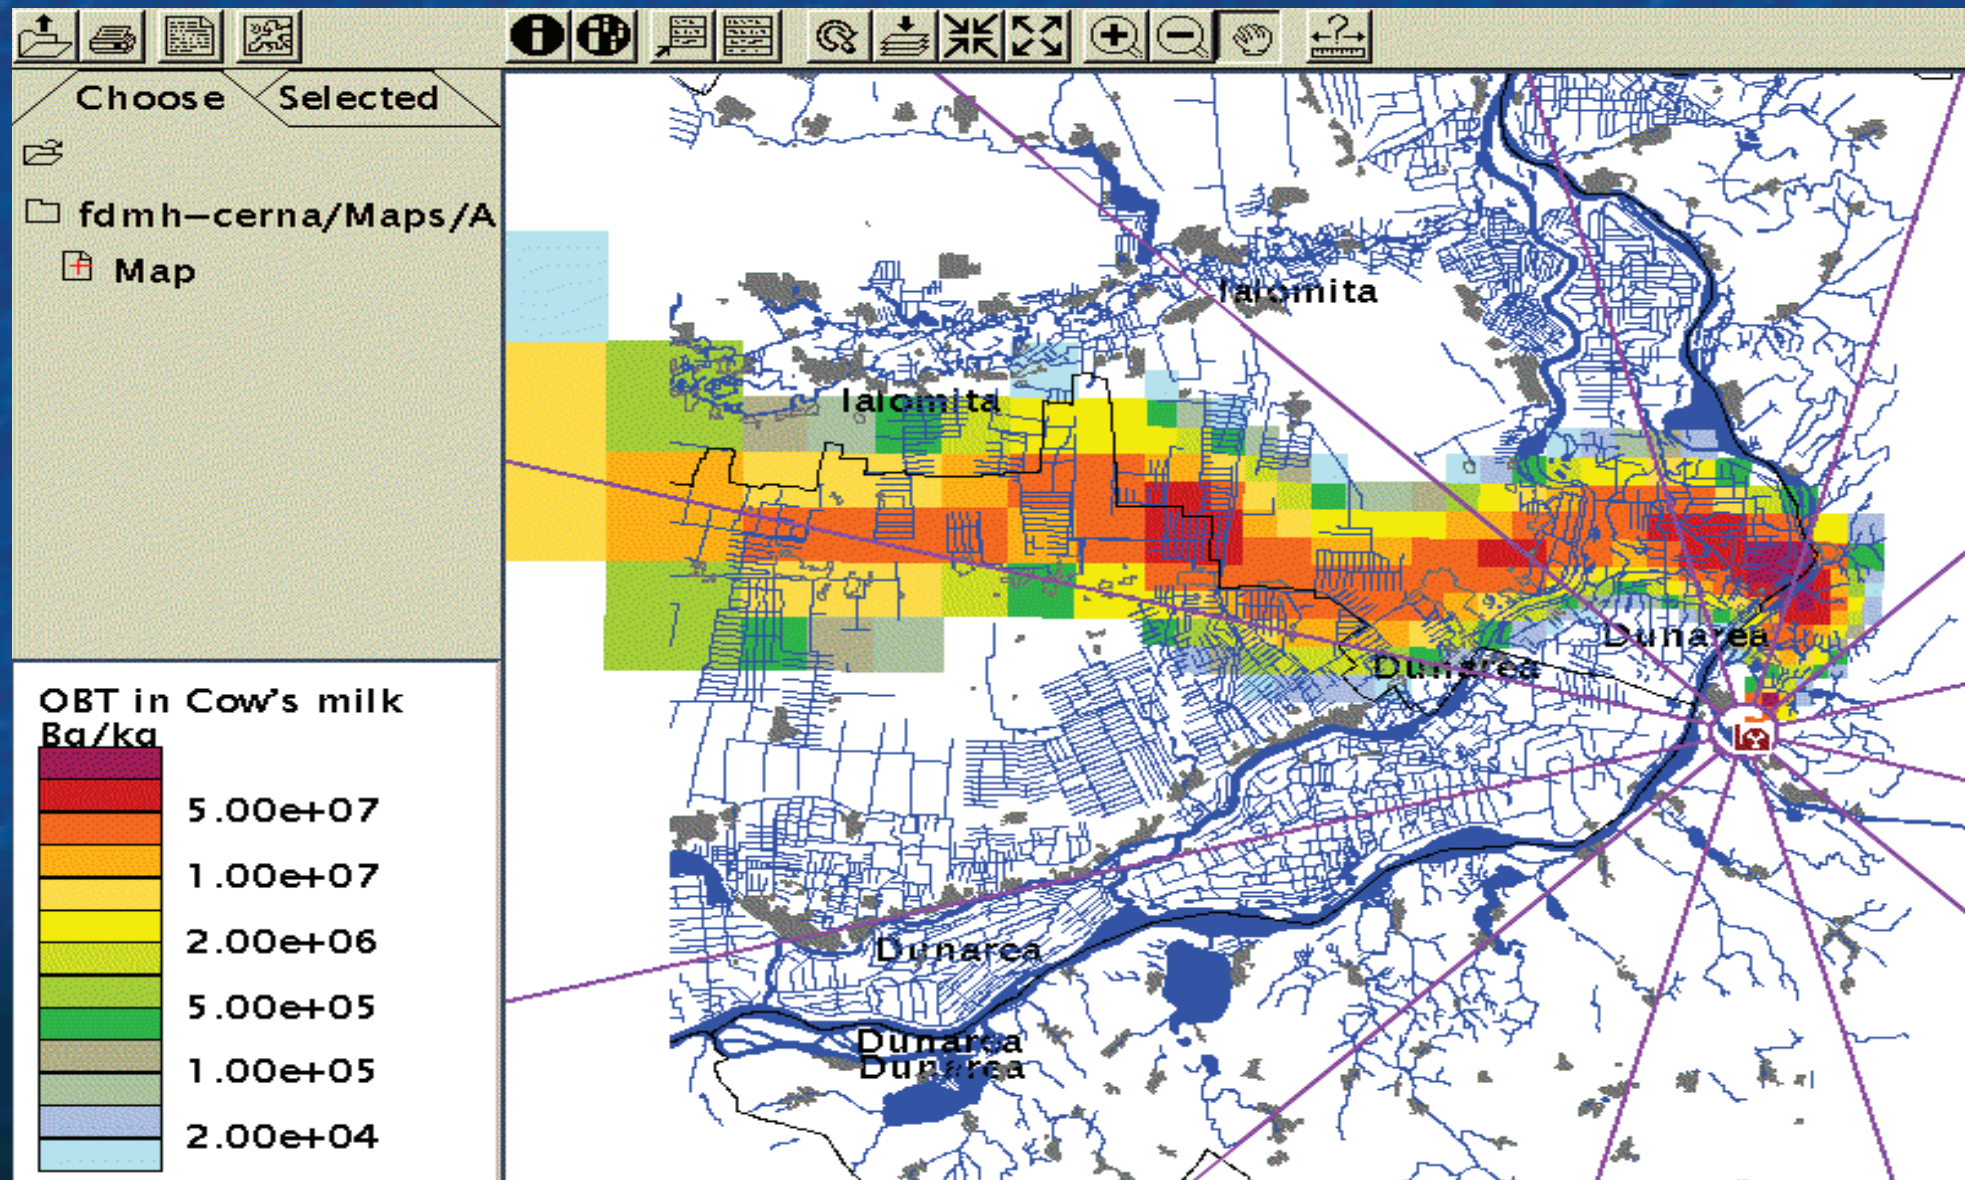 Choose
Selected
fdmh-cerna/Maps/A
Map
Ialomita
Ialomita
Dunarea
Dunarea
Dunarea
Dunarea
Dunarea
OBT in Cow's milk
Bq/kg
5.00e+07
1.00e+07
2.00e+06
5.00e+05
1.00e+05
2.00e+04